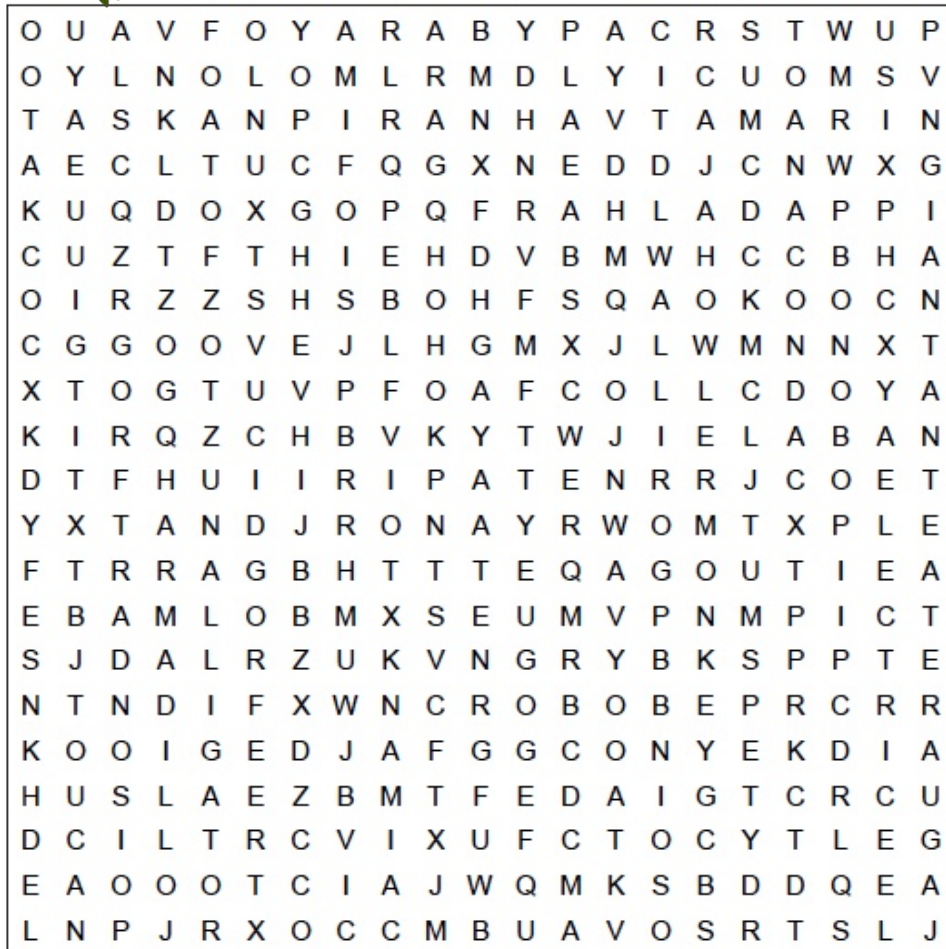 O U A V F O Y A R A B Y P A C R S T W U P
O Y L N O L O M L R M D L Y I C U O M S V
T A S K A N P I R A N H A V T A M A R I N
A E C L T U C F Q G X N E D D J C N W X G
K U Q D O X G O P Q F R A H L A D A P P I
C U Z T F T H I E H D V B M W H C C B H A
O I R Z Z S H S B O H F S Q A O K O O C N
C G G O O V E J L H G M X J L W M N N X T
X T O G T U V P F O A F C O L L C D O Y A
K I R Q Z C H B V K Y T W J I E L A B A N
D T F H U I I R I P A T E N R R J C O E T
Y X T A N D J R O N A Y R W O M T X P L E
F T R R A G B H T T T E Q A G O U T I E A
E B A M L O B M X S E U M V P N M P I C T
S J D A L R Z U K V N G R Y B K S P P T E
N T N D I F X W N C R O B O B E P R C R R
K O O I G E D J A F G G C O N Y E K D I A
H U S L A E Z B M T F E D A I G T C R C U
D C I L T R C V I X U F C T O C Y T L E G
E A O O O T C I A J W Q M K S B D D Q E A
L N P J R X O C C M B U A V O S R T S L J